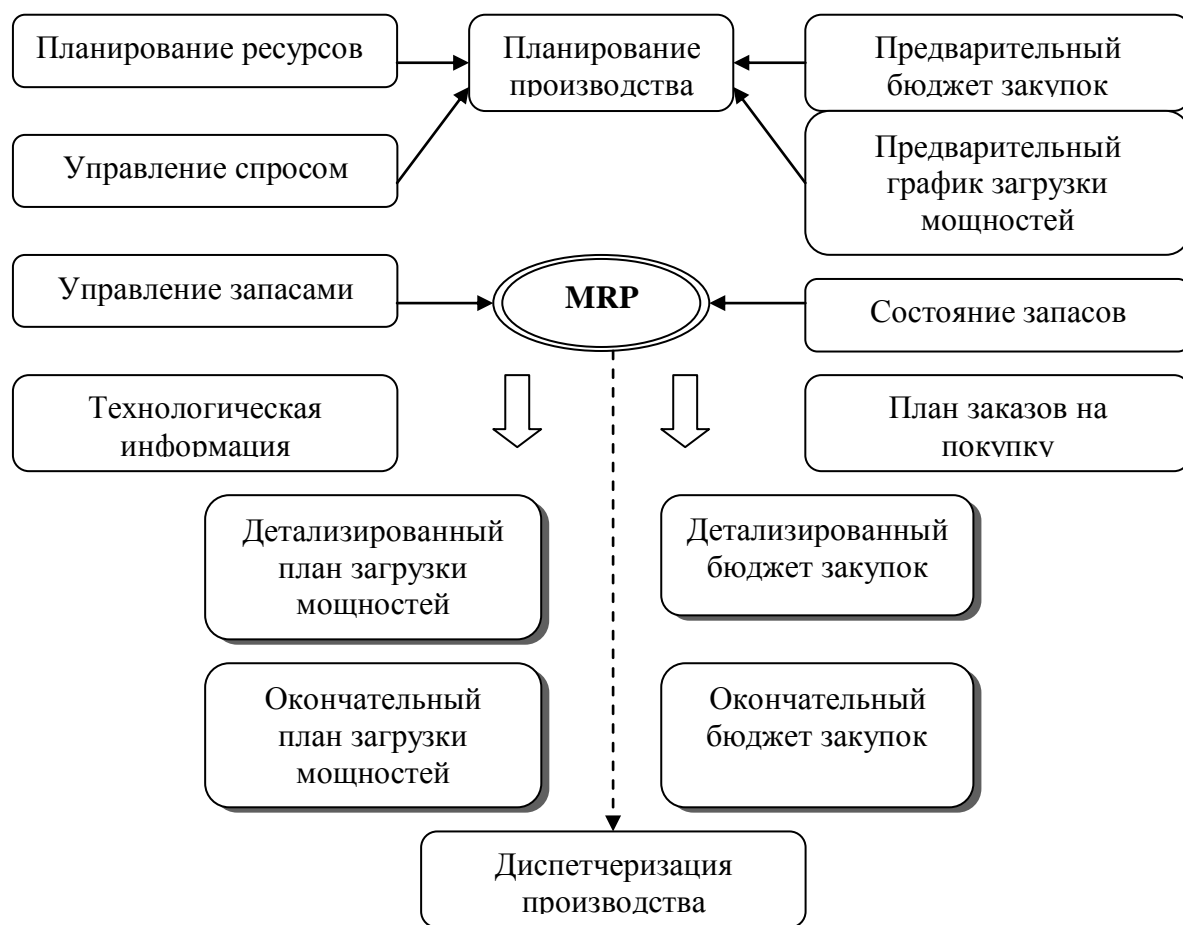 Планирование ресурсов
Планирование
производства
Предварительный
бюджет закупок
Управление спросом
Предварительный
график загрузки
мощностей
Управление запасами
MRP
Состояние запасов
Технологическая
информация
План заказов на
покупку
Детализированный
план загрузки
мощностей
Детализированный
бюджет закупок
Окончательный
план загрузки
мощностей
Окончательный
бюджет закупок
Диспетчеризация
производства